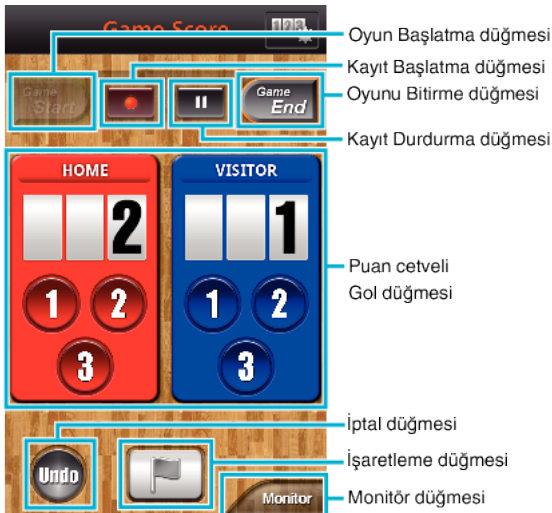 Game Score
123
Oyun Başlatma düğmesi
Kayıt Başlatma düğmesi
Game
Start
Game
End
Oyunu Bitirme düğmesi
Kayıt Durdurma düğmesi
HOME
VISITOR
2
1
1 2
1 2
3
3
Puan cetveli
Gol düğmesi
İptal düğmesi
İşaretleme düğmesi
Undo
Monitor
Monitör düğmesi